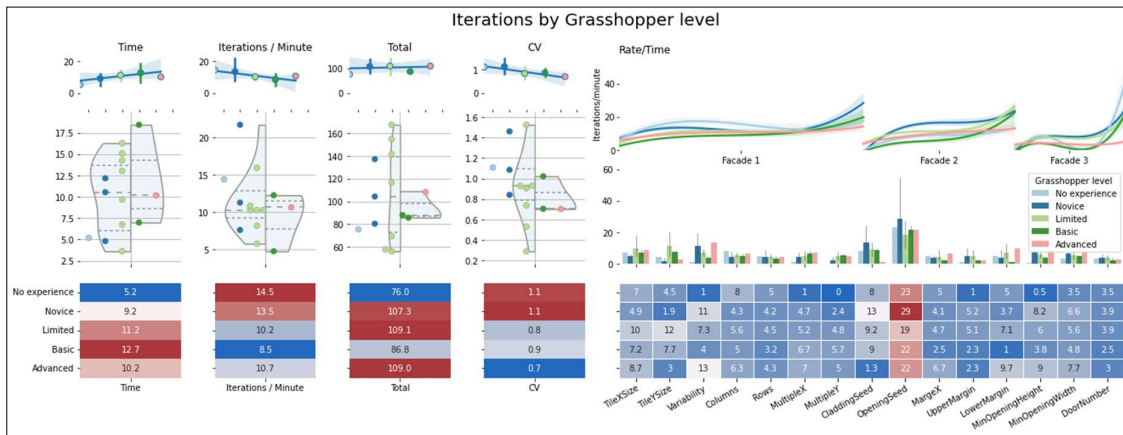 Iterations by Grasshopper level
Time
Iterations / Minute
Total
CV
Rate/Time
20
0
20
0
100
0
1
0
40
20
0
Iterations/minute
Facade 1
Facade 2
Facade 3
17.5
15.0
12.5
10.0
7.5
5.0
2.5
20
15
10
5
160
140
120
100
80
60
1.6
1.4
1.2
1.0
0.8
0.6
0.4
0.2
60
40
20
0
Grasshopper level
No experience
Novice
Limited
Basic
Advanced
No experience 5.2 14.5 76.0 1.1 7 4.5 1 8 5 1 0 8 23 5 1 5 0.5 3.5 3.5
Novice 9.2 13.5 107.3 1.1 4.9 1.9 11 4.3 4.2 4.7 2.4 13 29 4.1 5.2 3.7 8.2 6.6 3.9
Limited 11.2 10.2 109.1 0.8 10 12 7.3 5.6 4.5 5.2 4.8 9.2 19 4.7 5.1 7.1 6 5.6 3.9
Basic 12.7 8.5 86.8 0.9 7.2 7.7 4 5 3.2 6.7 5.7 9 22 2.5 2.3 1 3.8 4.8 2.5
Advanced 10.2 10.7 109.0 0.7 8.7 3 13 6.3 4.3 7 5 1.3 22 6.7 2.3 9.7 9 7.7 3
Time
Iterations / Minute
Total
CV
TileXSize
TileYSize
Variability
Columns
Rows
MultipleX
MultipleY
CladdingSeed
OpeningSeed
MargeX
UpperMargin
LowerMargin
MinOpeningHeight
MinOpeningWidth
DoorNumber